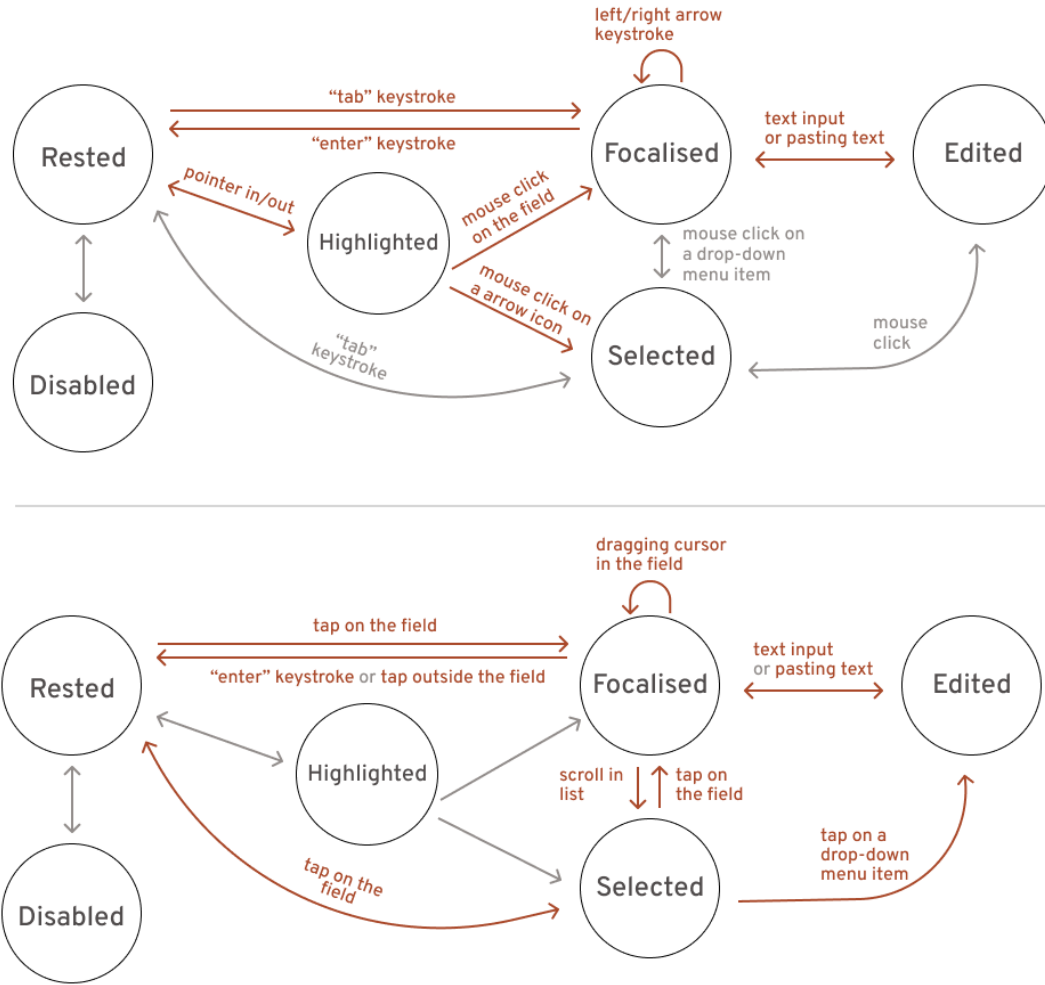 left/right arrow
keystroke
“tab” keystroke
“enter” keystroke
text input
or pasting text
Rested
Focalised
Edited
pointer in/out
Highlighted
mouse click
on the field
mouse click on
a arrow icon
mouse click on
a drop-down
menu item
“tab”
keystroke
Selected
mouse
click
Disabled
dragging cursor
in the field
tap on the field
“enter” keystroke or tap outside the field
text input
or pasting text
Rested
Focalised
Edited
Highlighted
scroll in
list
tap on
the field
tap on the
field
Selected
tap on a
drop-down
menu item
Disabled